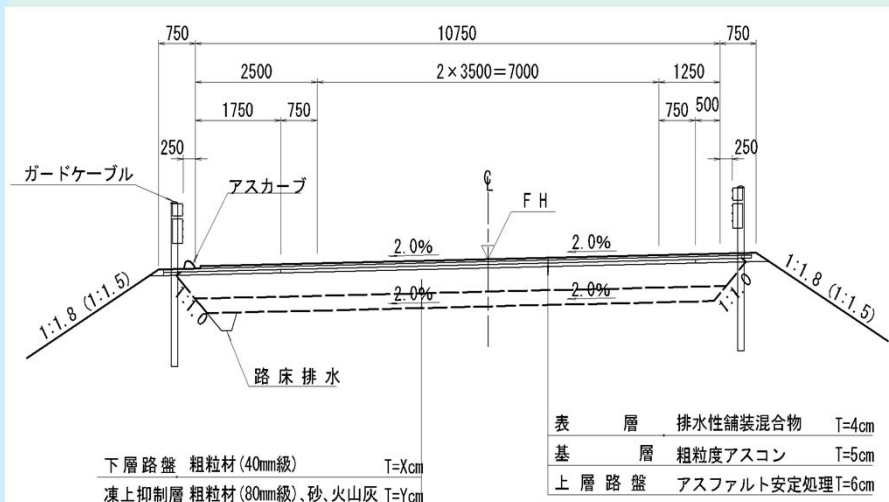 750 10750 750
2500 2×3500=7000 1250
1750 750 750 500
250 250
ガードケーブル
アスカーブ
℄
FH
2.0% 2.0%
1:1.8 (1:1.5) 1:1.0 2.0% 2.0% 1:1.0 1:1.8 (1:1.5)
路床排水
表層 排水性舗装混合物 T=4cm
基層 粗粒度アスコン T=5cm
上層路盤 アスファルト安定処理 T=6cm
下層路盤 粗粒材(40mm級) T=Xcm
凍上抑制層 粗粒材(80mm級)、砂、火山灰 T=Ycm